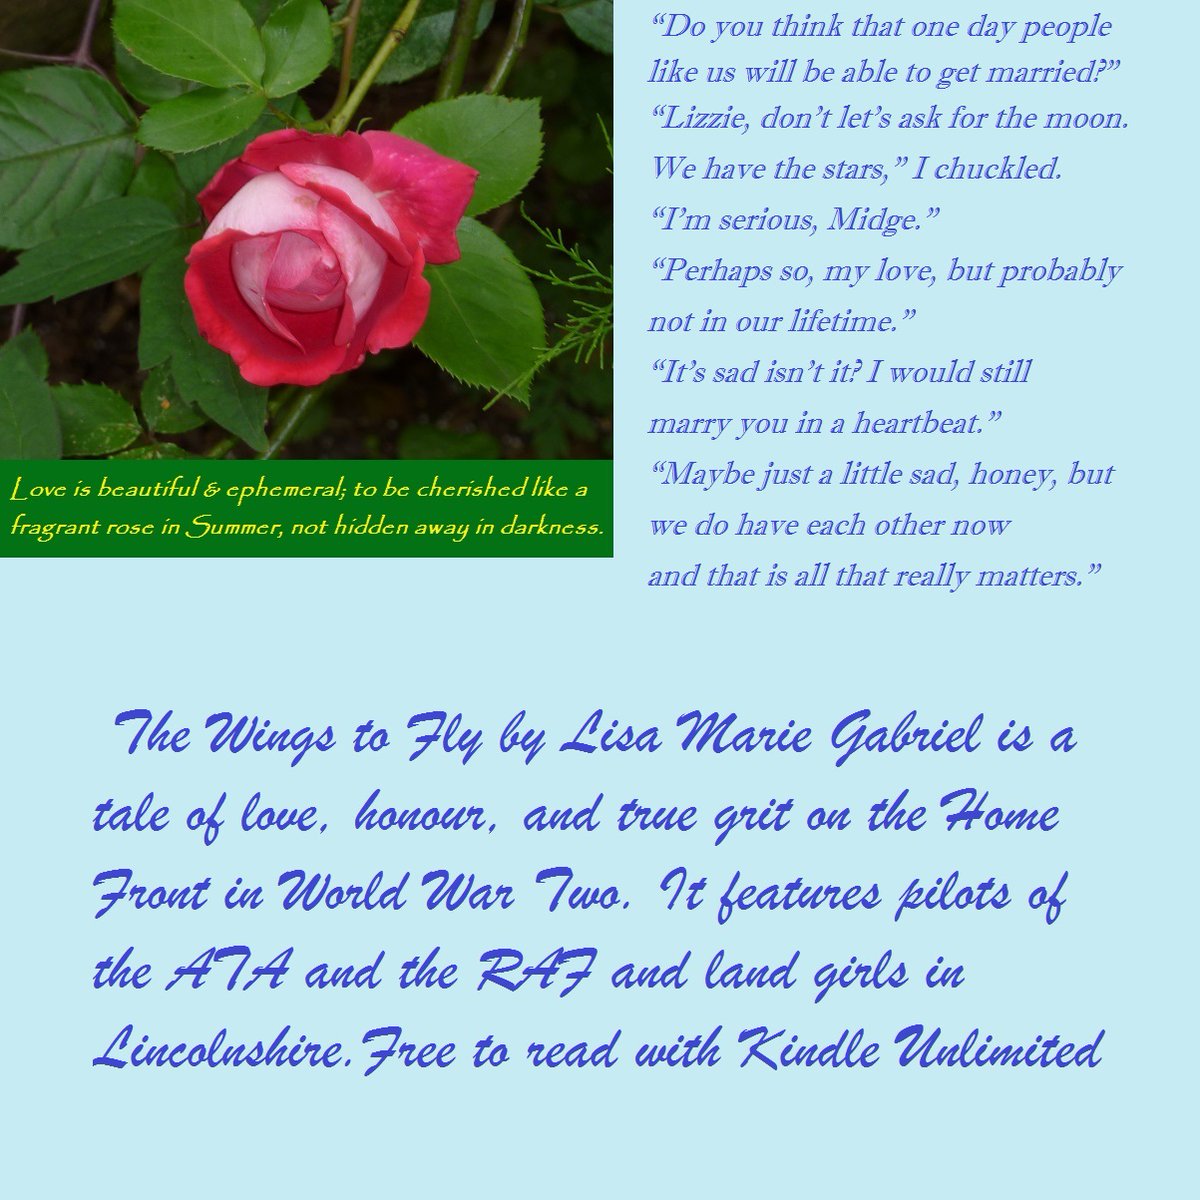 “Do you think that one day people
like us will be able to get married?”
“Lizzie, don’t let’s ask for the moon.
We have the stars,” I chuckled.
“I’m serious, Midge.”
“Perhaps so, my love, but probably
not in our lifetime.”
“It’s sad isn’t it? I would still
marry you in a heartbeat.”
“Maybe just a little sad, honey, but
we do have each other now
and that is all that really matters.”
Love is beautiful & ephemeral; to be cherished like a
fragrant rose in Summer, not hidden away in darkness.
The Wings to Fly by Lisa Marie Gabriel is a
tale of love, honour, and true grit on the Home
Front in World War Two. It features pilots of
the ATA and the RAF and land girls in
Lincolnshire.Free to read with Kindle Unlimited